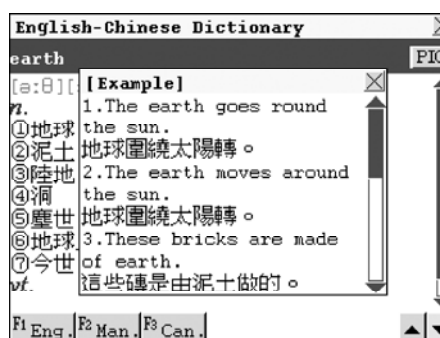 English-Chinese Dictionary
earth
PIC
[ə:θ][
n.
①地球
②泥土
③陸地
④洞
⑤塵世
⑥地球
⑦今世
vt.
[Example]
1.The earth goes round
the sun.
地球圍繞太陽轉。
2.The earth moves around
the sun.
地球圍繞太陽轉。
3.These bricks are made
of earth.
這些磚是由泥土做的。
F1 Eng. F2 Man. F3 Can.